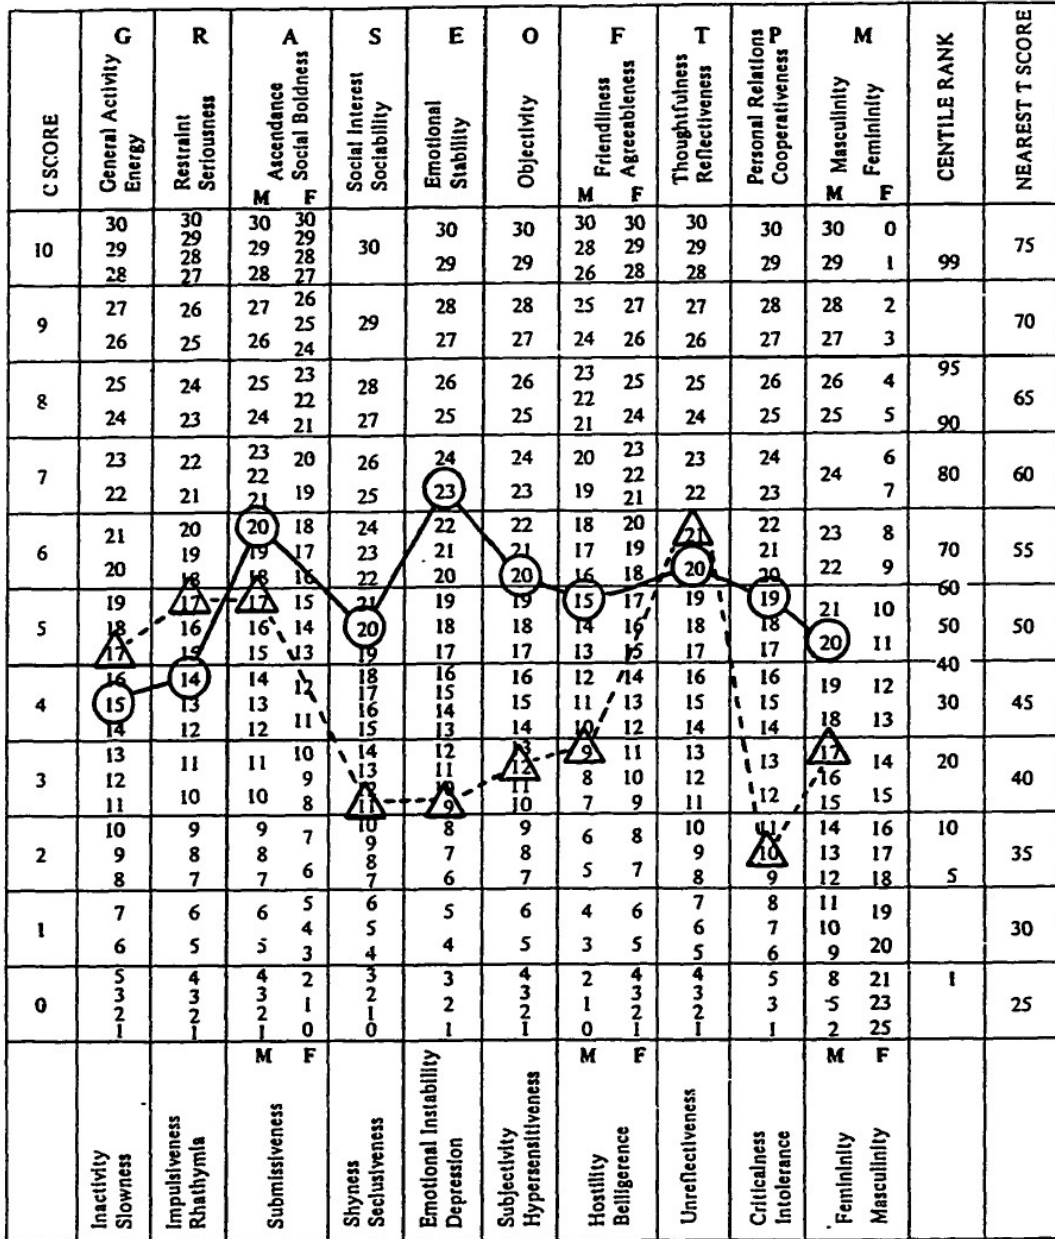 G R A S E O F T P M
C SCORE
General Activity
Energy
Restraint
Seriousness
Ascendance
Social Boldness
Social Interest
Sociability
Emotional
Stability
Objectivity
Friendliness
Agreeableness
Thoughtfulness
Reflectiveness
Personal Relations
Cooperativeness
Masculinity
Femininity
CENTILE RANK
NEAREST T SCORE
M F M F M F
30 30 30 30 30 30 30 30 30 30 30 0
29 29 29 28 29
10 29 28 29 28 30 29 29 28 29 29 29 29 1 99 75
28 27 28 27 26 28 28
27 26 27 26 28 28 25 27 27 28 28 2
9 25 29 70
26 25 26 24 27 27 24 26 26 27 27 3
25 24 25 23 28 26 26 23 25 25 26 26 4 95
8 22 22 65
24 23 24 21 27 25 25 21 24 24 25 5 90
23 22 23 20 26 24 24 20 23 23 24 6
7 22 22 24 80 60
22 21 21 19 25 23 23 19 21 22 23 7
21 20 20 18 24 22 22 18 20 21 22 23 8
6 19 19 17 23 21 21 17 19 21 70 55
20 18 18 16 22 20 20 16 18 20 20 22 9
19 17 17 15 21 19 19 15 17 19 19 21 10 60
5 18 16 16 14 20 18 18 14 16 18 18 50 50
17 15 15 13 19 17 17 13 15 17 17 20 11 40
16 14 14 12 18 16 16 12 14 16 16 19 12
17 15
4 15 13 13 16 14 15 11 13 15 15 30 45
14 12 12 11 15 13 14 10 12 14 14 18 13
13 11 11 10 14 12 13 9 11 13 13 17 14 20
3 12 9 13 11 12 8 10 12 16 40
12 10 11
11 10 10 8 11 9 10 7 9 11 12 15 15
10 9 9 7 10 8 9 6 8 10 11 14 16 10
2 9 8 8 9 7 8 9 10 13 17 35
8
8 7 7 6 7 6 7 5 7 8 9 12 18 5
7 6 6 5 6 5 6 4 6 7 8 11 19
1 4 5 6 7 10 30
6 5 5 3 4 4 5 3 5 5 6 9 20
5 4 4 2 3 3 4 2 4 4 5 8 21 1
0 3 3 3 1 2 2 3 1 3 3 3 5 23 25
2 2 2 1 2 2 2
1 1 1 0 0 1 1 0 1 1 1 2 25
M F M F M F
Inactivity
Slowness
Impulsiveness
Rhathymia
Submissiveness
Shyness
Seclusiveness
Emotional Instability
Depression
Subjectivity
Hypersensitiveness
Hostility
Belligerence
Unreflectiveness
Criticalness
Intolerance
Femininity
Masculinity